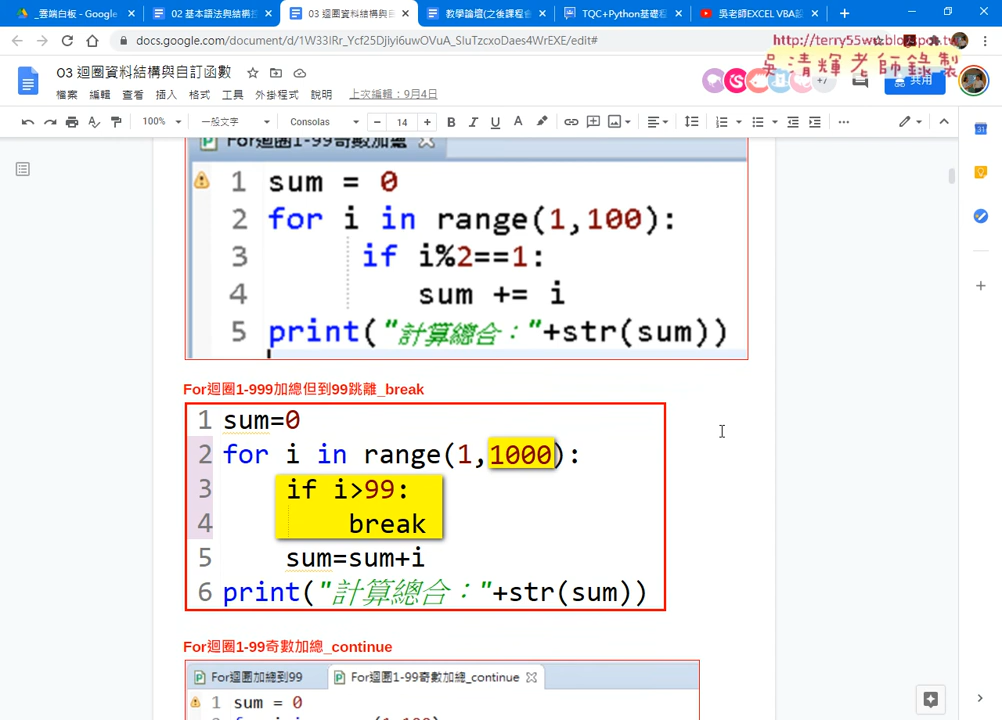 _雲端白板 - Google
02 基本語法與結構控
03 迴圈資料結構與自
教學論壇(之後課程會
TQC+Python基礎程
吳老師EXCEL VBA設
docs.google.com/document/d/1W33IRr_Ycf25Djiyi6uwOVuA_SluTzcxoDaes4WrEXE/edit#
http://terry55wu.blogspot.tw
吳清輝老師錄製
03 迴圈資料結構與自訂函數
檔案 編輯 查看 插入 格式 工具 外掛程式 說明 上次編輯：9月4日
+7
共用
100% 一般文字 Consolas 14 B I U A
For迴圈1-99奇數加總
1 sum = 0
2 for i in range(1,100):
3 if i%2==1:
4 sum += i
5 print("計算總合："+str(sum))
For迴圈1-999加總但到99跳離_break
1 sum=0
2 for i in range(1,1000):
3 if i>99:
4 break
5 sum=sum+i
6 print("計算總合："+str(sum))
For迴圈1-99奇數加總_continue
For迴圈加總到99 For迴圈1-99奇數加總_continue
1 sum = 0